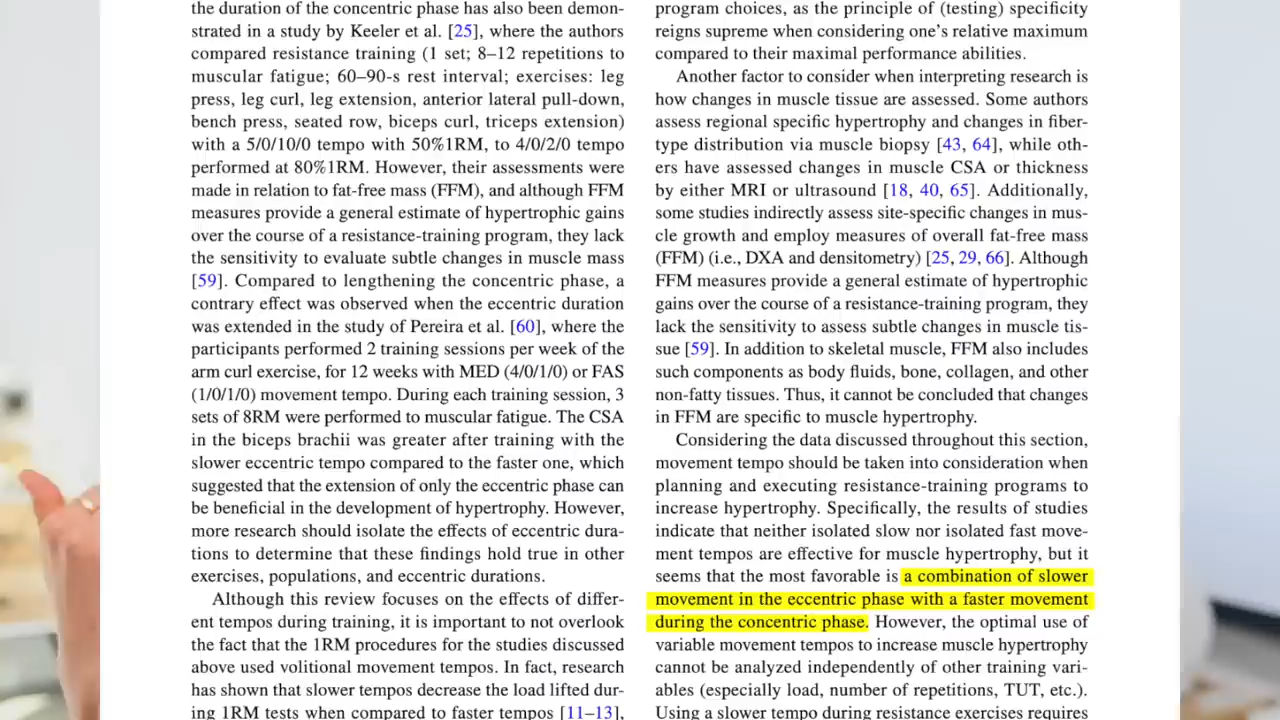 the duration of the concentric phase has also been demon-
strated in a study by Keeler et al. [25], where the authors
compared resistance training (1 set; 8–12 repetitions to
muscular fatigue; 60–90-s rest interval; exercises: leg
press, leg curl, leg extension, anterior lateral pull-down,
bench press, seated row, biceps curl, triceps extension)
with a 5/0/10/0 tempo with 50%1RM, to 4/0/2/0 tempo
performed at 80%1RM. However, their assessments were
made in relation to fat-free mass (FFM), and although FFM
measures provide a general estimate of hypertrophic gains
over the course of a resistance-training program, they lack
the sensitivity to evaluate subtle changes in muscle mass
[59]. Compared to lengthening the concentric phase, a
contrary effect was observed when the eccentric duration
was extended in the study of Pereira et al. [60], where the
participants performed 2 training sessions per week of the
arm curl exercise, for 12 weeks with MED (4/0/1/0) or FAS
(1/0/1/0) movement tempo. During each training session, 3
sets of 8RM were performed to muscular fatigue. The CSA
in the biceps brachii was greater after training with the
slower eccentric tempo compared to the faster one, which
suggested that the extension of only the eccentric phase can
be beneficial in the development of hypertrophy. However,
more research should isolate the effects of eccentric dura-
tions to determine that these findings hold true in other
exercises, populations, and eccentric durations.
Although this review focuses on the effects of differ-
ent tempos during training, it is important to not overlook
the fact that the 1RM procedures for the studies discussed
above used volitional movement tempos. In fact, research
has shown that slower tempos decrease the load lifted dur-
ing 1RM tests when compared to faster tempos [11–13],
program choices, as the principle of (testing) specificity
reigns supreme when considering one's relative maximum
compared to their maximal performance abilities.
Another factor to consider when interpreting research is
how changes in muscle tissue are assessed. Some authors
assess regional specific hypertrophy and changes in fiber-
type distribution via muscle biopsy [43, 64], while oth-
ers have assessed changes in muscle CSA or thickness
by either MRI or ultrasound [18, 40, 65]. Additionally,
some studies indirectly assess site-specific changes in mus-
cle growth and employ measures of overall fat-free mass
(FFM) (i.e., DXA and densitometry) [25, 29, 66]. Although
FFM measures provide a general estimate of hypertrophic
gains over the course of a resistance-training program, they
lack the sensitivity to assess subtle changes in muscle tis-
sue [59]. In addition to skeletal muscle, FFM also includes
such components as body fluids, bone, collagen, and other
non-fatty tissues. Thus, it cannot be concluded that changes
in FFM are specific to muscle hypertrophy.
Considering the data discussed throughout this section,
movement tempo should be taken into consideration when
planning and executing resistance-training programs to
increase hypertrophy. Specifically, the results of studies
indicate that neither isolated slow nor isolated fast move-
ment tempos are effective for muscle hypertrophy, but it
seems that the most favorable is a combination of slower
movement in the eccentric phase with a faster movement
during the concentric phase. However, the optimal use of
variable movement tempos to increase muscle hypertrophy
cannot be analyzed independently of other training vari-
ables (especially load, number of repetitions, TUT, etc.).
Using a slower tempo during resistance exercises requires